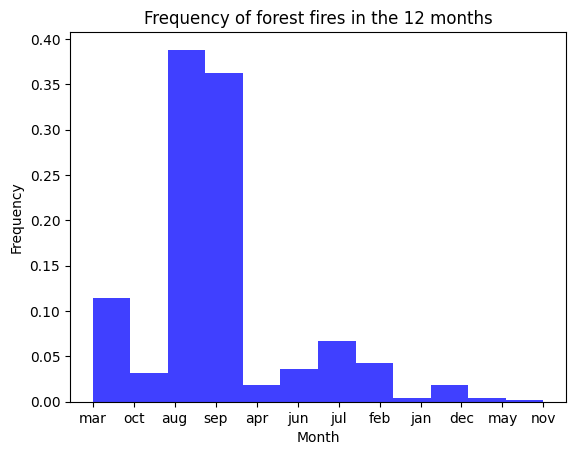 Frequency of forest fires in the 12 months
0.40
0.35
0.30
0.25
0.20
0.15
0.10
0.05
0.00
Frequency
mar oct aug sep apr jun jul feb jan dec may nov
Month